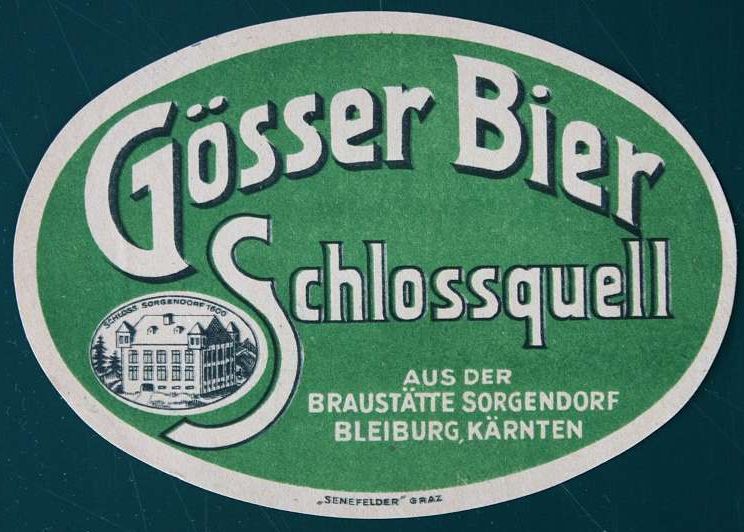 Gösser Bier
Schlossquell
SCHLOSS SORGENDORF 1600
AUS DER
BRAUSTÄTTE SORGENDORF
BLEIBURG, KÄRNTEN
„SENEFELDER“ GRAZ